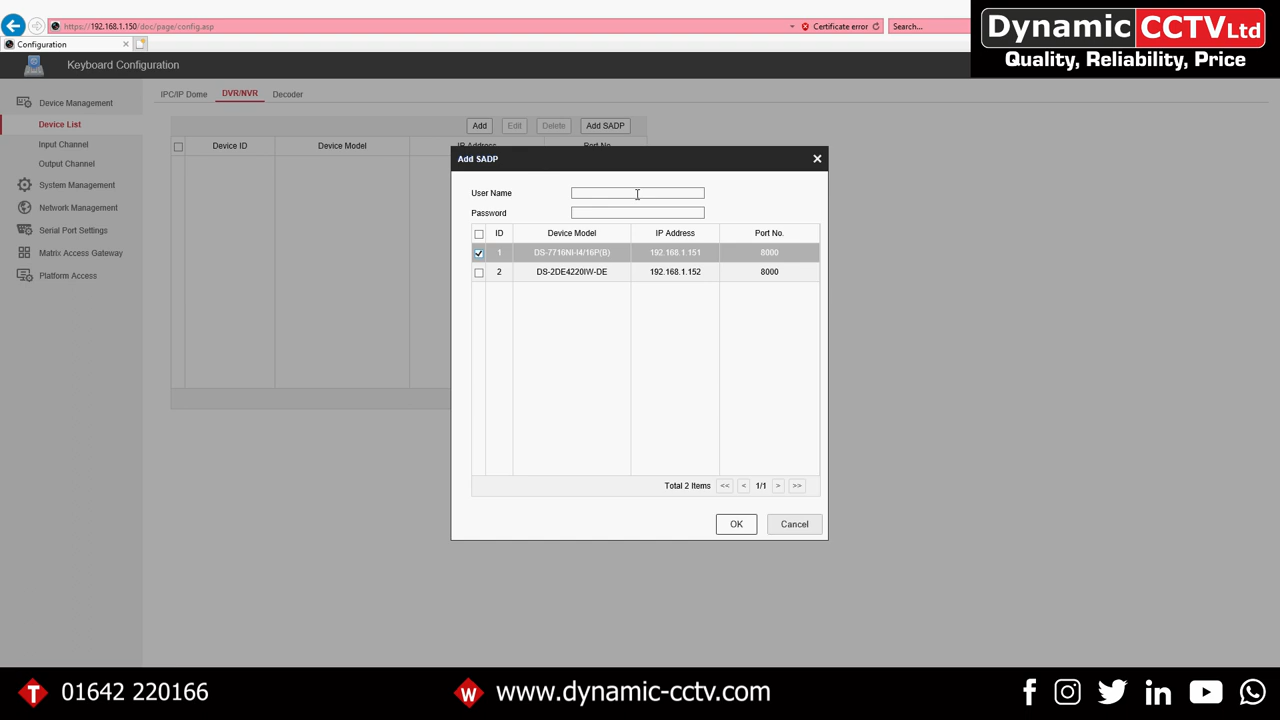 https://192.168.1.150/doc/page/config.asp
Certificate error
Search...
Configuration
Dynamic CCTV Ltd
Quality, Reliability, Price
Keyboard Configuration
Device Management
Device List
Input Channel
Output Channel
System Management
Network Management
Serial Port Settings
Matrix Access Gateway
Platform Access
IPC/IP Dome DVR/NVR Decoder
Add Edit Delete Add SADP
Device ID Device Model IP Address Port No.
Add SADP
User Name
Password
ID Device Model IP Address Port No.
1 DS-7716NI-I4/16P(B) 192.168.1.151 8000
2 DS-2DE4220IW-DE 192.168.1.152 8000
Total 2 Items << < 1/1 > >>
OK Cancel
T 01642 220166 W www.dynamic-cctv.com